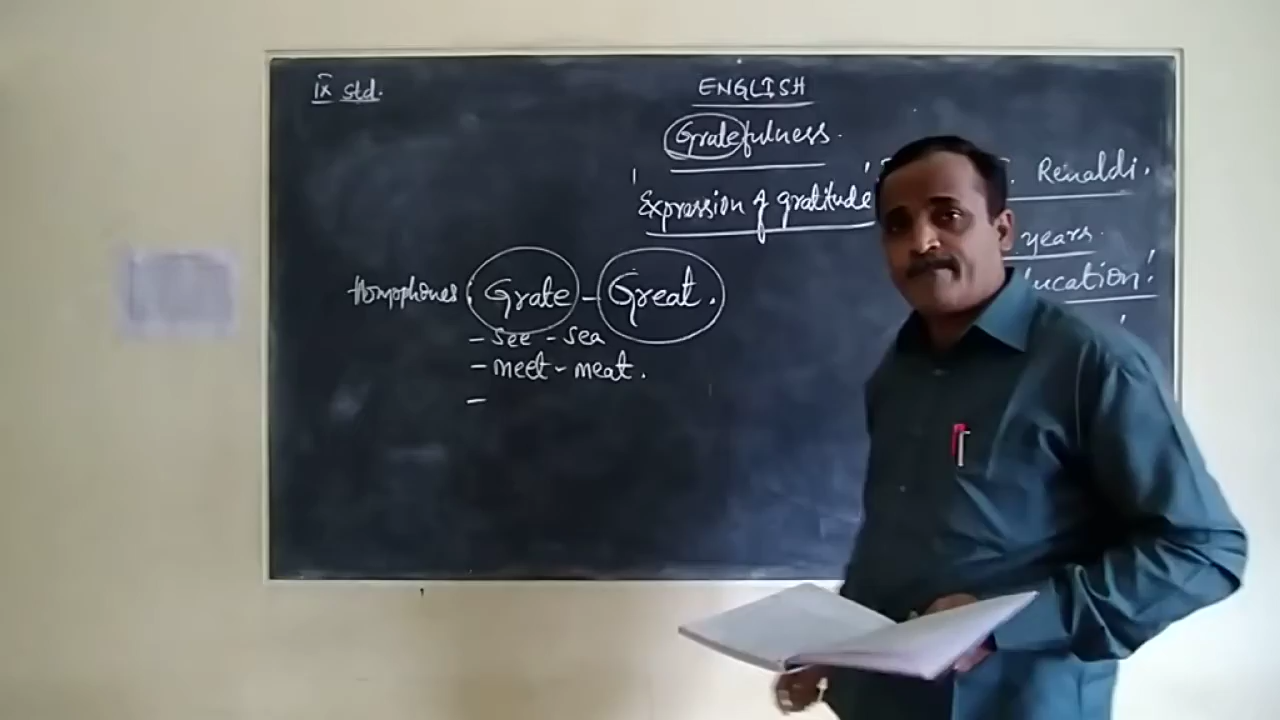 IX Std.
ENGLISH
Gratefulness.
Renaldi.
'Expression of gratitude'
years.
ucation'
Homophones: Grate - Great.
- See - Sea
- meet - meat.
-